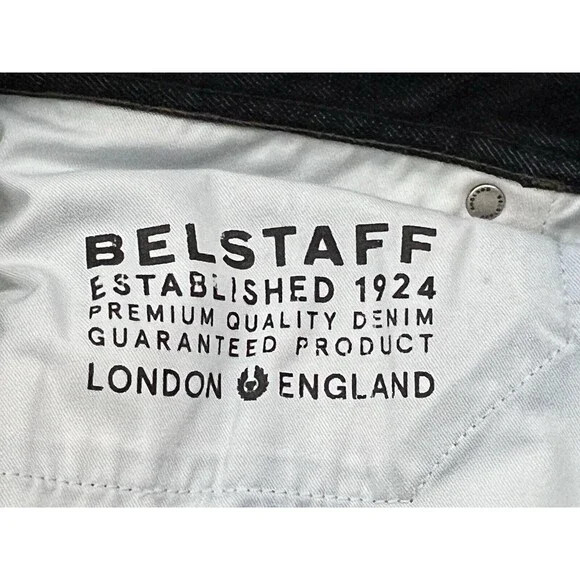 BELSTAFF
ESTABLISHED 1924
PREMIUM QUALITY DENIM
GUARANTEED PRODUCT
LONDON ENGLAND